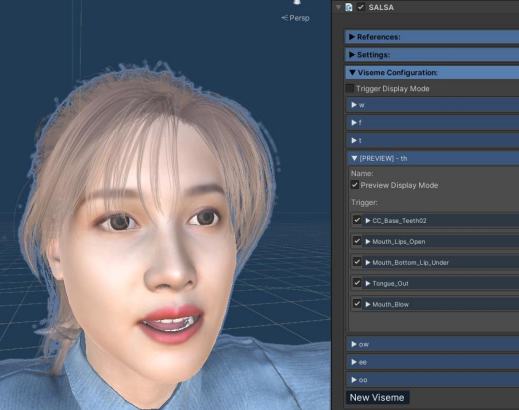 SALSA
< Persp
References:
Settings:
Viseme Configuration:
Trigger Display Mode
w
f
t
[PREVIEW] - th
Name:
Preview Display Mode
Trigger:
CC_Base_Teeth02
Mouth_Lips_Open
Mouth_Bottom_Lip_Under
Tongue_Out
Mouth_Blow
ow
ee
oo
New Viseme